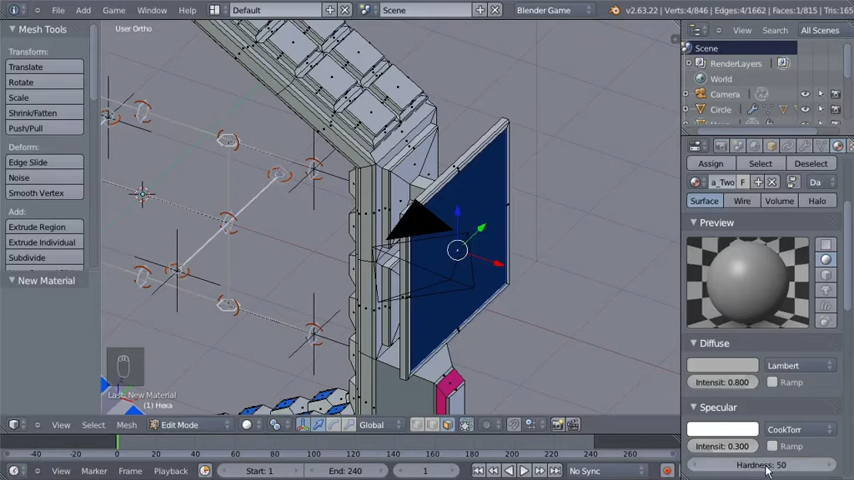 File Add Game Window Help Default Scene Blender Game v2.63.22 Verts:4/846 Edges:4/1662 Faces:1/815 Tris:165
Mesh Tools
User Ortho
View Search All Scenes
Scene
Transform:
Translate
Rotate
Scale
Shrink/Fatten
Push/Pull
RenderLayers
World
Camera
Circle
Deform:
Edge Slide
Noise
Smooth Vertex
Assign Select Deselect
a_Two F Da
Surface Wire Volume Halo
Add:
Extrude Region
Extrude Individual
Subdivide
Preview
New Material
Diffuse
Lambert
Intensit: 0.800 Ramp
Last: New Material
(1) Hexa
Specular
CookTorr
Intensit: 0.300 Ramp
Hardness: 50
View Select Mesh Edit Mode Global
-40 -20 0 20 40 60 80 100 120 140 160 180 200 220 240 260
View Marker Frame Playback Start: 1 End: 240 1 No Sync